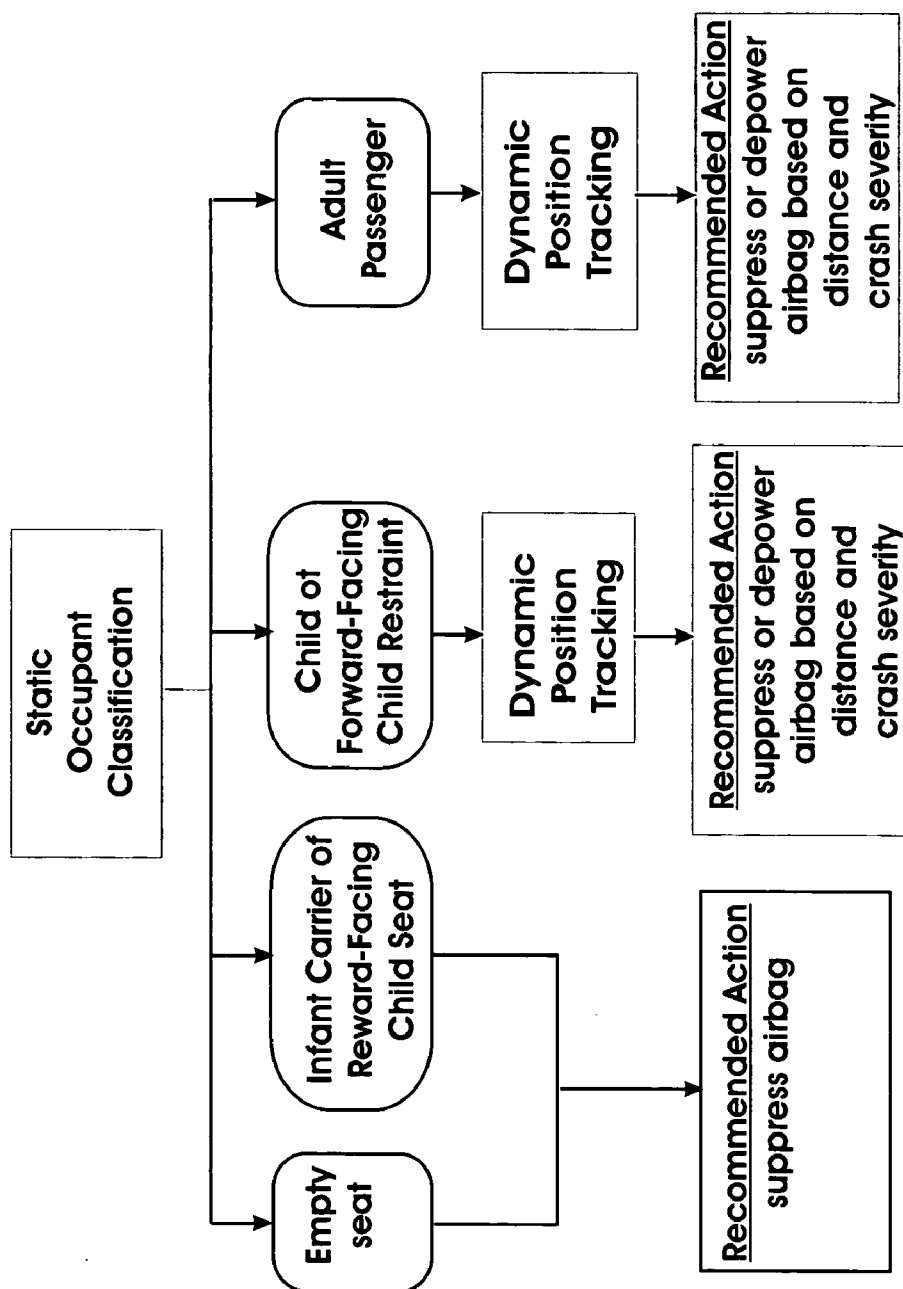 Static
Occupant
Classification
Empty
seat
Infant Carrier of
Reward-Facing
Child Seat
Child ot
Forward-Facing
Child Restraint
Adult
Passenger
Dynamic
Position
Tracking
Dynamic
Position
Tracking
Recommended Action
suppress airbag
Recommended Action
suppress or depower
airbag based on
distance and
crash severity
Recommended Action
suppress or depower
airbag based on
distance and
crash severity